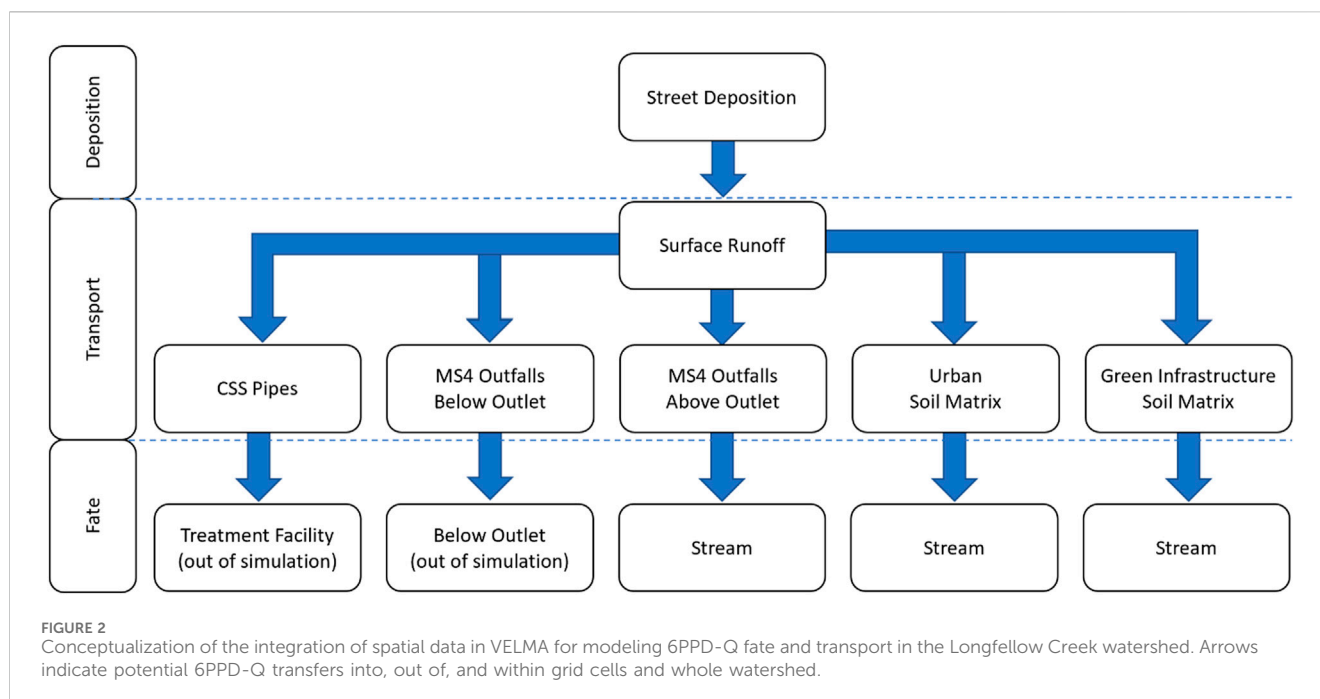 Deposition
Street Deposition
Transport
Surface Runoff
CSS Pipes
MS4 Outfalls
Below Outlet
MS4 Outfalls
Above Outlet
Urban
Soil Matrix
Green Infrastructure
Soil Matrix
Fate
Treatment Facility
(out of simulation)
Below Outlet
(out of simulation)
Stream
Stream
Stream
FIGURE 2
Conceptualization of the integration of spatial data in VELMA for modeling 6PPD-Q fate and transport in the Longfellow Creek watershed. Arrows
indicate potential 6PPD-Q transfers into, out of, and within grid cells and whole watershed.